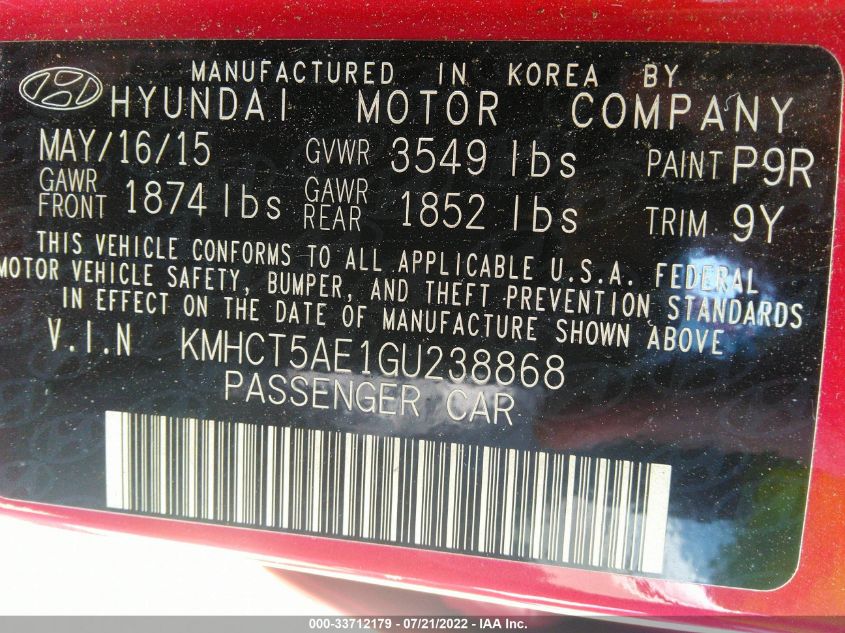 MANUFACTURED IN KOREA BY
HYUNDAI MOTOR COMPANY
MAY/16/15 GVWR 3549 lbs PAINT P9R
GAWR FRONT 1874 lbs GAWR REAR 1852 lbs TRIM 9Y
THIS VEHICLE CONFORMS TO ALL APPLICABLE U.S.A. FEDERAL
MOTOR VEHICLE SAFETY, BUMPER, AND THEFT PREVENTION STANDARDS
IN EFFECT ON THE DATE OF MANUFACTURE SHOWN ABOVE
V.I.N KMHCT5AE1GU238868
PASSENGER CAR
000-33712179 - 07/21/2022 - IAA Inc.